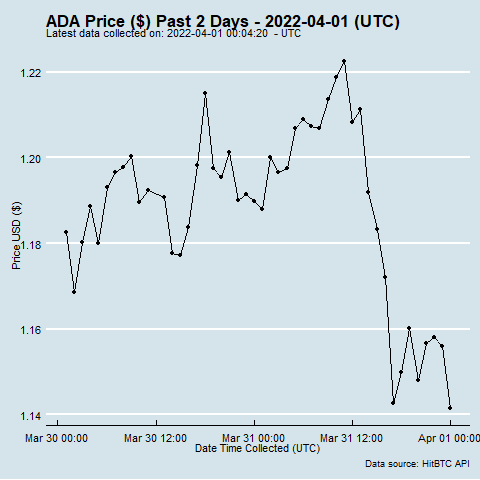 ADA Price ($) Past 2 Days - 2022-04-01 (UTC)
Latest data collected on: 2022-04-01 00:04:20  - UTC
Price USD ($)
1.22
1.20
1.18
1.16
1.14
Mar 30 00:00 Mar 30 12:00 Mar 31 00:00 Mar 31 12:00 Apr 01 00:00
Date Time Collected (UTC)
Data source: HitBTC API